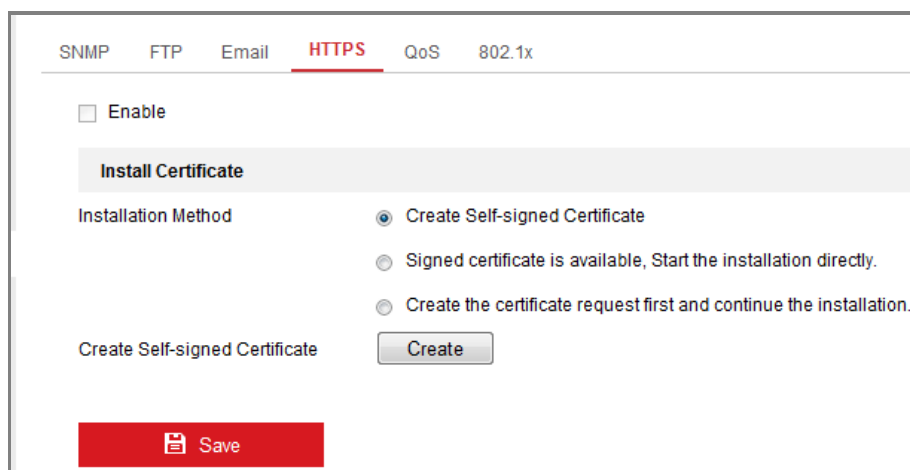 SNMP FTP Email HTTPS QoS 802.1x
Enable
Install Certificate
Installation Method
Create Self-signed Certificate
Signed certificate is available, Start the installation directly.
Create the certificate request first and continue the installation.
Create Self-signed Certificate Create
Save